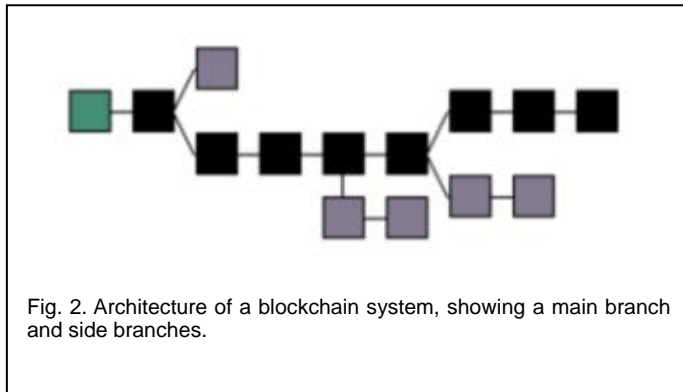 Fig. 2. Architecture of a blockchain system, showing a main branch
and side branches.